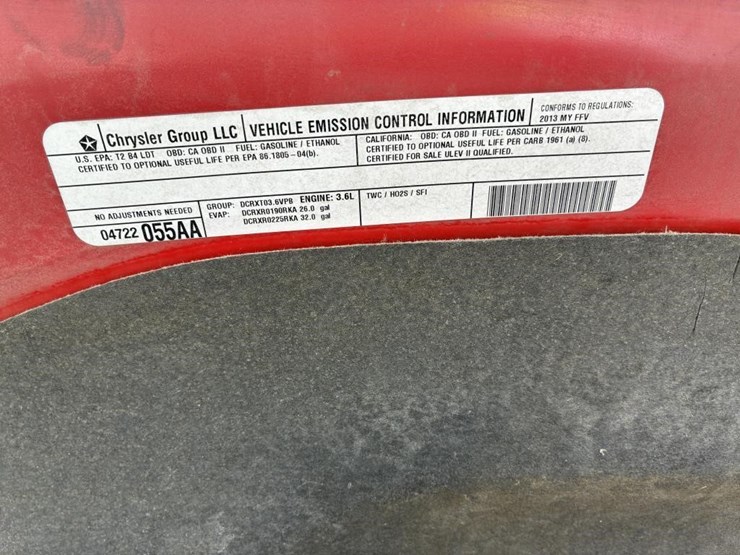 Chrysler Group LLC VEHICLE EMISSION CONTROL INFORMATION CONFORMS TO REGULATIONS:
2013 MY FFV
U.S. EPA: T2 B4 LDT OBD: CA OBD II FUEL: GASOLINE / ETHANOL
CERTIFIED TO OPTIONAL USEFUL LIFE PER EPA 86.1805-04(b).
CALIFORNIA: OBD: CA OBD II FUEL: GASOLINE / ETHANOL
CERTIFIED TO OPTIONAL USEFUL LIFE PER CARB 1961 (a) (8).
CERTIFIED FOR SALE ULEV II QUALIFIED.
NO ADJUSTMENTS NEEDED
04722 055AA
GROUP: DCRXT03.6VPB ENGINE: 3.6L
EVAP: DCRXR0190RKA 26.0 gal
DCRXR0225RKA 32.0 gal
TWC / HO2S / SFI